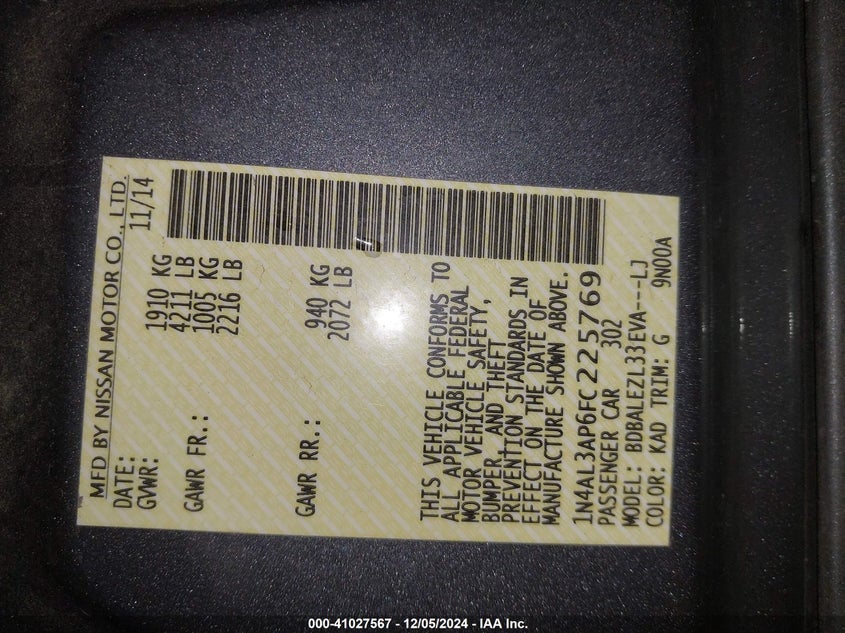 MFD BY NISSAN MOTOR CO., LTD.
DATE: 11/14
GVWR: 1910 KG
4211 LB
GAWR FR.: 1005 KG
2216 LB
GAWR RR.: 940 KG
2072 LB
THIS VEHICLE CONFORMS TO
ALL APPLICABLE FEDERAL
MOTOR VEHICLE SAFETY,
BUMPER, AND THEFT
PREVENTION STANDARDS IN
EFFECT ON THE DATE OF
MANUFACTURE SHOWN ABOVE.
1N4AL3AP6FC225769
PASSENGER CAR 302
MODEL: BDBALEZL33EVA---LJ
COLOR: KAD TRIM: G 9N00A
000-41027567 - 12/05/2024 - IAA Inc.